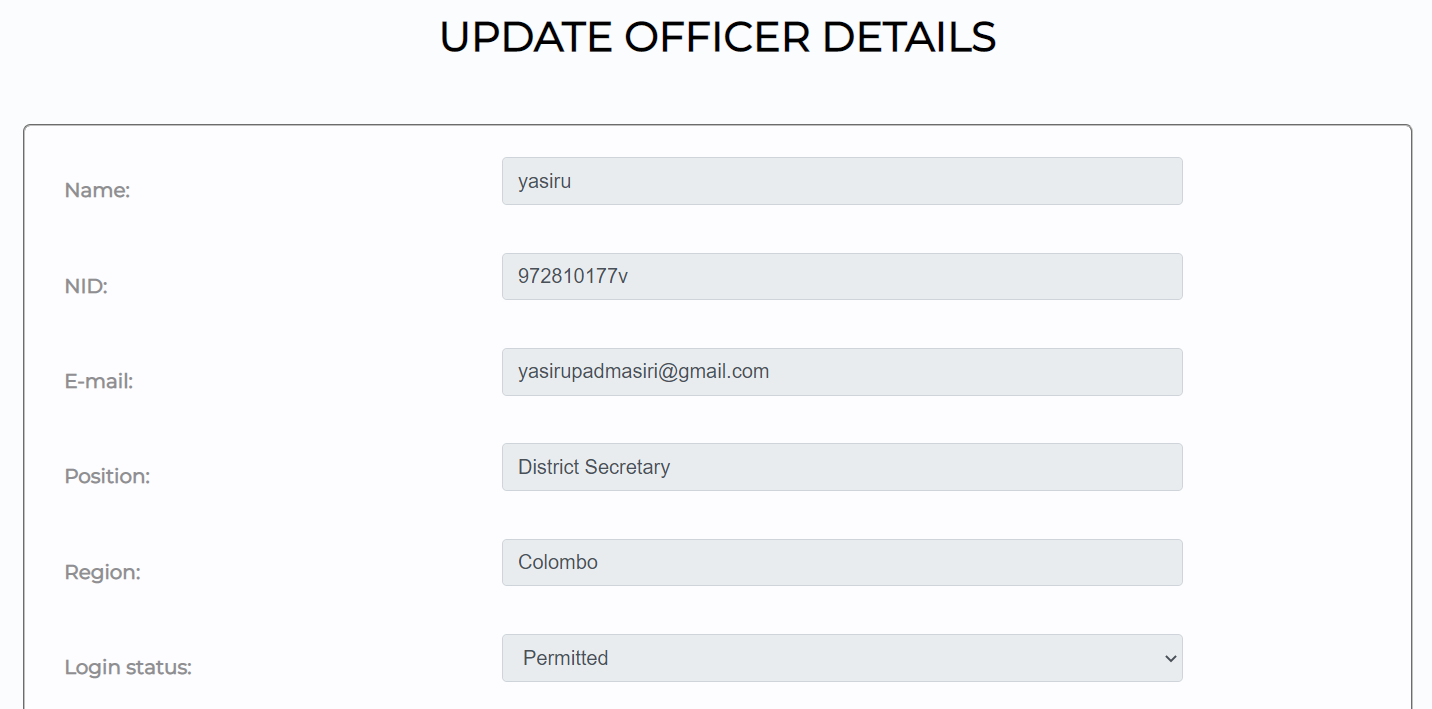 UPDATE OFFICER DETAILS
Name: yasiru
NID: 972810177v
E-mail: yasirupadmasiri@gmail.com
Position: District Secretary
Region: Colombo
Login status: Permitted